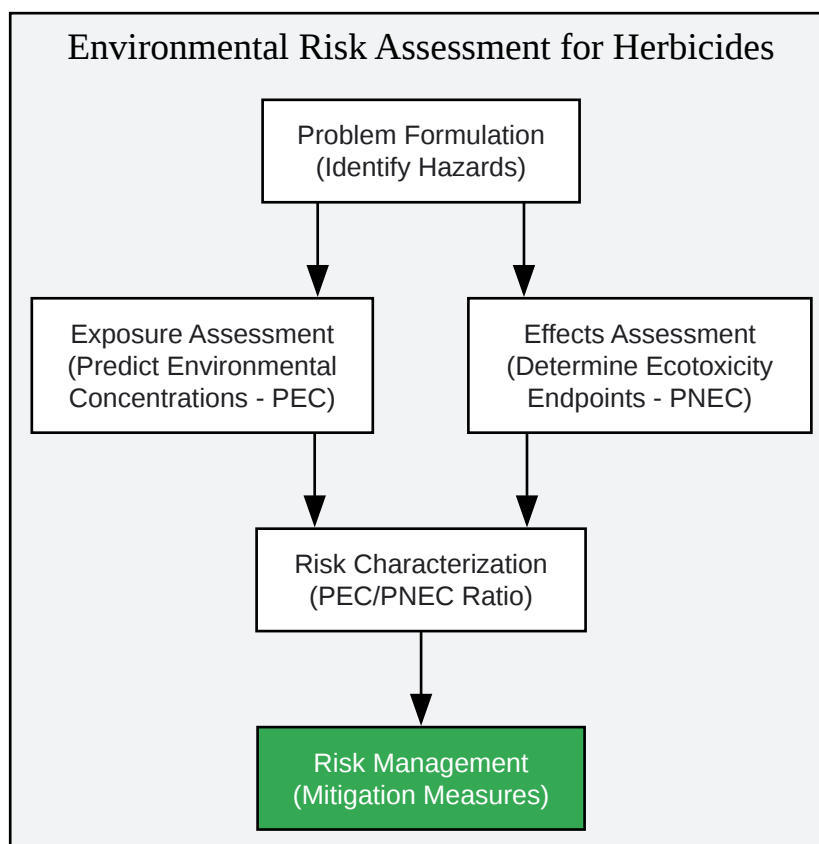 Environmental Risk Assessment for Herbicides
Problem Formulation
(Identify Hazards)
Exposure Assessment
(Predict Environmental
Concentrations - PEC)
Effects Assessment
(Determine Ecotoxicity
Endpoints - PNEC)
Risk Characterization
(PEC/PNEC Ratio)
Risk Management
(Mitigation Measures)